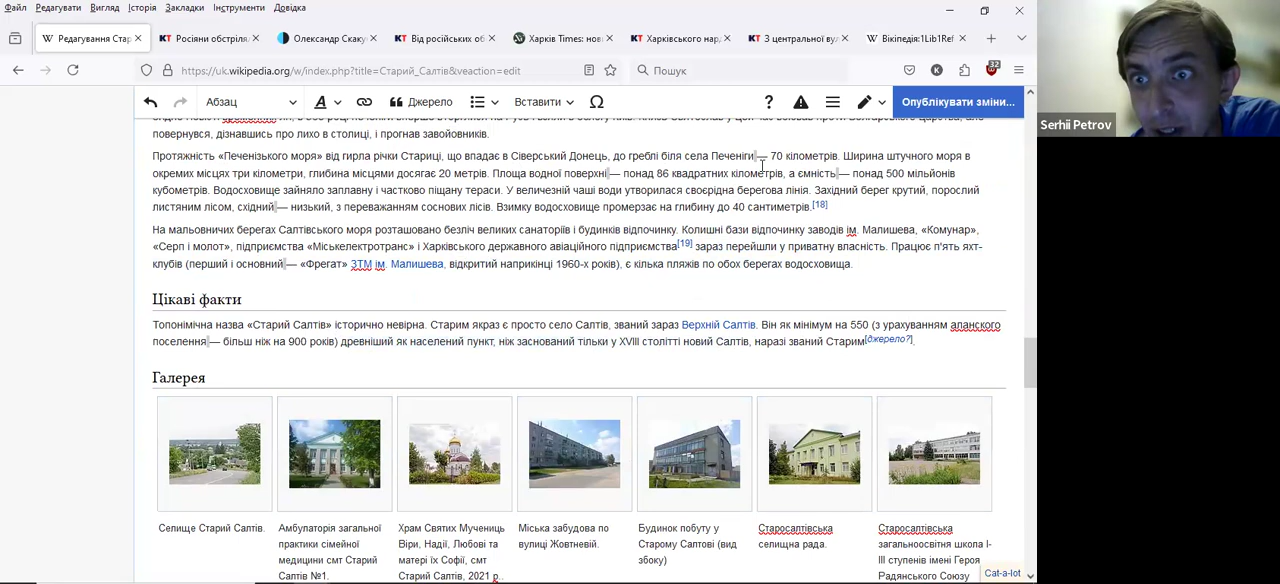 Файл Редагувати Вигляд Історія Закладки Інструменти Довідка
Редагування Стар Росіяни обстріля Олександр Скаку Від російських об Харків Times: нов Харківського нар З центральної вул Вікіпедія:1Lib1Ref
https://uk.wikipedia.org/w/index.php?title=Старий_Салтів&veaction=edit Пошук 32
Абзац Джерело Вставити Опублікувати зміни...
Serhii Petrov
повернувся, дізнавшись про лихо в столиці, і прогнав завойовників.
Протяжність «Печенізького моря» від гирла річки Стариці, що впадає в Сіверський Донець, до греблі біля села Печеніги — 70 кілометрів. Ширина штучного моря в
окремих місцях три кілометри, глибина місцями досягає 20 метрів. Площа водної поверхні — понад 86 квадратних кілометрів, а ємність — понад 500 мільйонів
кубометрів. Водосховище зайняло заплавну і частково піщану тераси. У величезній чаші води утворилася своєрідна берегова лінія. Західний берег крутий, порослий
листяним лісом, східний — низький, з переважанням соснових лісів. Взимку водосховище промерзає на глибину до 40 сантиметрів.[18]
На мальовничих берегах Салтівського моря розташовано безліч великих санаторіїв і будинків відпочинку. Колишні бази відпочинку заводів ім. Малишева, «Комунар»,
«Серп і молот», підприємства «Міськелектротранс» і Харківського державного авіаційного підприємства[19] зараз перейшли у приватну власність. Працює п'ять яхт-
клубів (перший і основний — «Фрегат» ЗТМ ім. Малишева, відкритий наприкінці 1960-х років), є кілька пляжів по обох берегах водосховища.
Цікаві факти
Топонімічна назва «Старий Салтів» історично невірна. Старим якраз є просто село Салтів, званий зараз Верхній Салтів. Він як мінімум на 550 (з урахуванням аланского
поселення — більш ніж на 900 років) древніший як населений пункт, ніж заснований тільки у XVIII столітті новий Салтів, наразі званий Старим[джерело?].
Галерея
Селище Старий Салтів.
Амбулаторія загальної
практики сімейної
медицини смт Старий
Салтів №1.
Храм Святих Мучениць
Віри, Надії, Любові та
матері їх Софії, смт
Старий Салтів, 2021 р..
Міська забудова по
вулиці Жовтневій.
Будинок побуту у
Старому Салтові (вид
збоку)
Старосалтівська
селищна рада.
Старосалтівська
загальноосвітня школа I-
III ступенів імені Героя
Радянського Союзу
Cat-a-lot